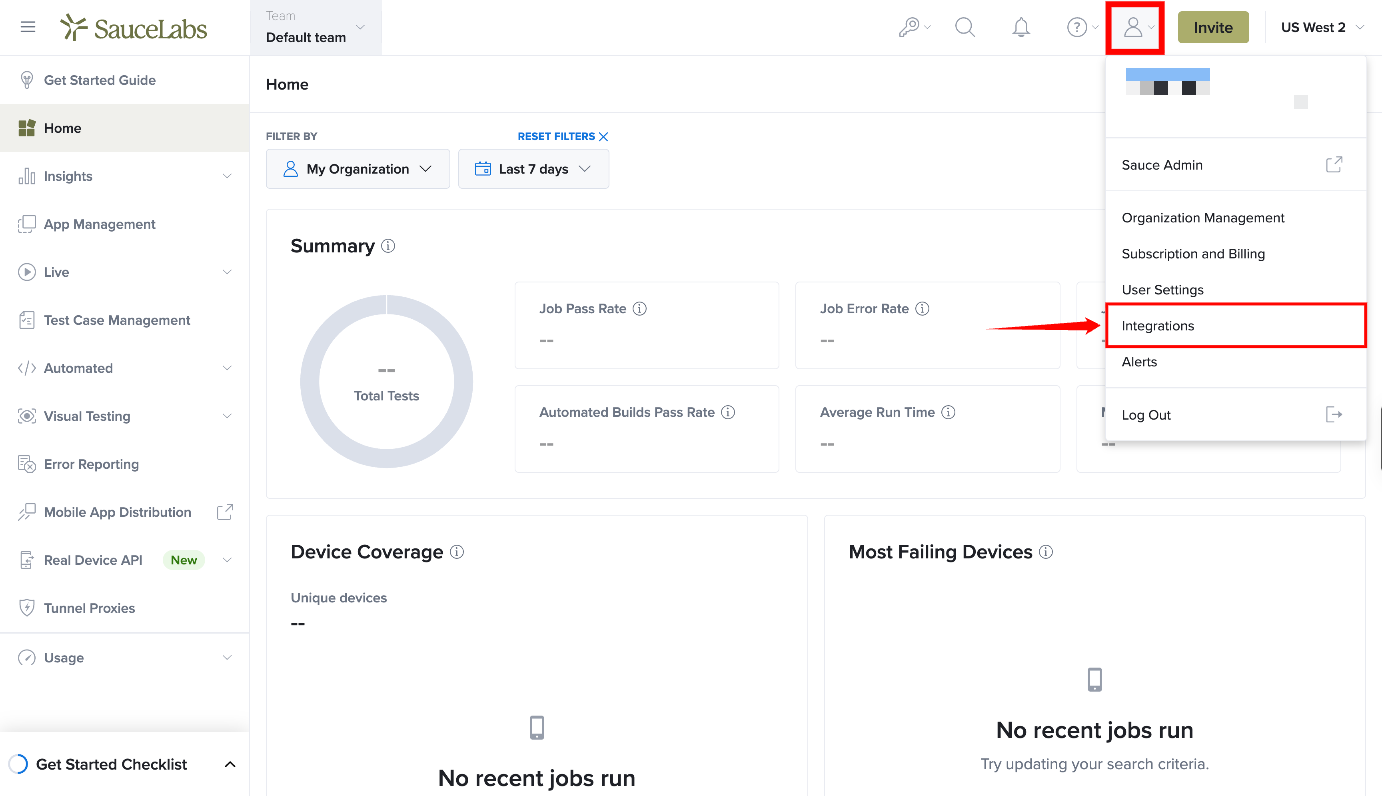 SauceLabs
Team
Default team
Invite
US West 2
Get Started Guide
Home
Insights
App Management
Live
Test Case Management
Automated
Visual Testing
Error Reporting
Mobile App Distribution
Real Device API New
Tunnel Proxies
Usage
Get Started Checklist
Home
FILTER BY RESET FILTERS
My Organization Last 7 days
Summary
--
Total Tests
Job Pass Rate
--
Job Error Rate
--
Automated Builds Pass Rate
--
Average Run Time
--
--
Device Coverage
Unique devices
--
No recent jobs run
Most Failing Devices
No recent jobs run
Try updating your search criteria.
Sauce Admin
Organization Management
Subscription and Billing
User Settings
Integrations
Alerts
Log Out